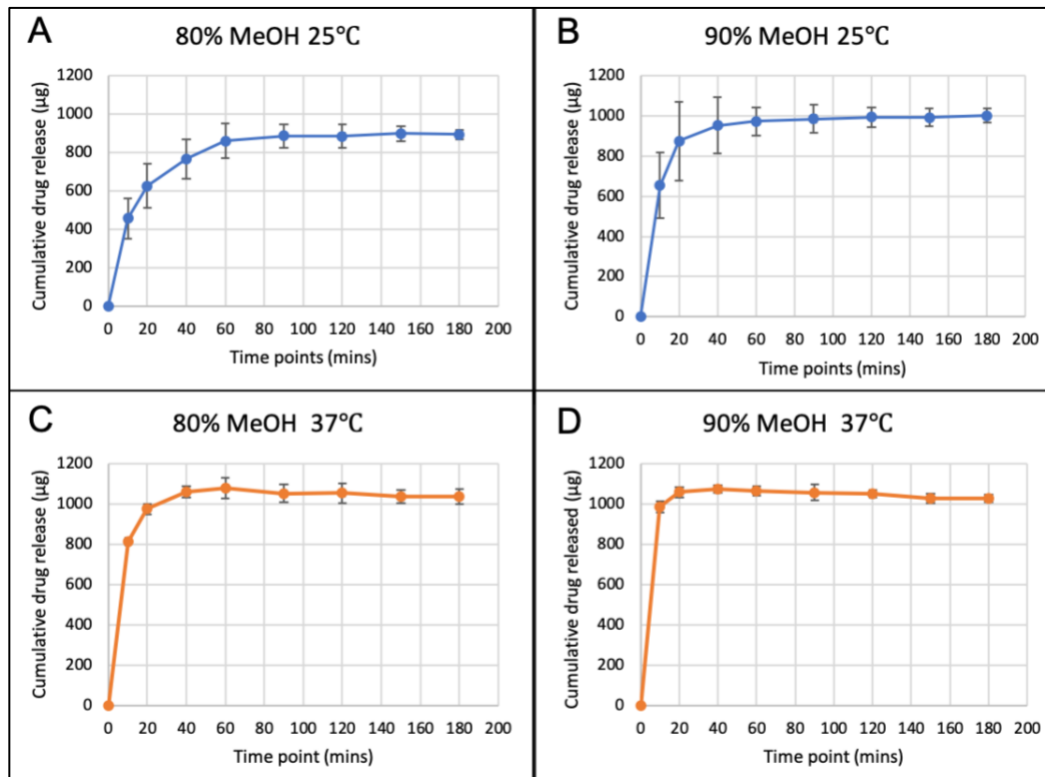 A
80% MeOH 25℃
Cumulative drug release (µg)
1200
1000
800
600
400
200
0
0 20 40 60 80 100 120 140 160 180 200
Time points (mins)
B
90% MeOH 25℃
Cumulative drug release (µg)
1200
1000
800
600
400
200
0
0 20 40 60 80 100 120 140 160 180 200
Time points (mins)
C
80% MeOH 37℃
Cumulative drug release (µg)
1200
1000
800
600
400
200
0
0 20 40 60 80 100 120 140 160 180 200
Time point (mins)
D
90% MeOH 37℃
Cumulative drug released (µg)
1200
1000
800
600
400
200
0
0 20 40 60 80 100 120 140 160 180 200
Time point (mins)